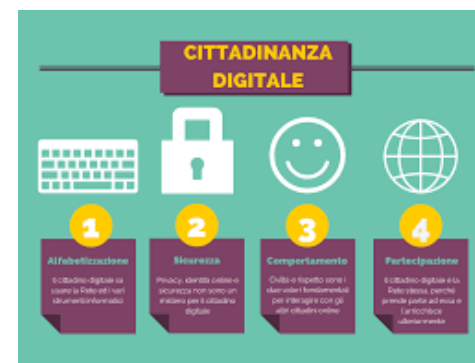 CITTADINANZA
DIGITALE
1
Alfabetizzazione
Il cittadino digitale sa
usare la Rete ed i vari
strumenti informatici
2
Sicurezza
Privacy, identità online e
sicurezza non sono un
mistero per il cittadino
digitale
3
Comportamento
Civiltà e rispetto sono i
due valori fondamentali
per interagire con gli
altri cittadini online
4
Partecipazione
Il cittadino digitale è la
Rete stessa, perché
prende parte ad essa e
l'arricchisce
ulteriormente